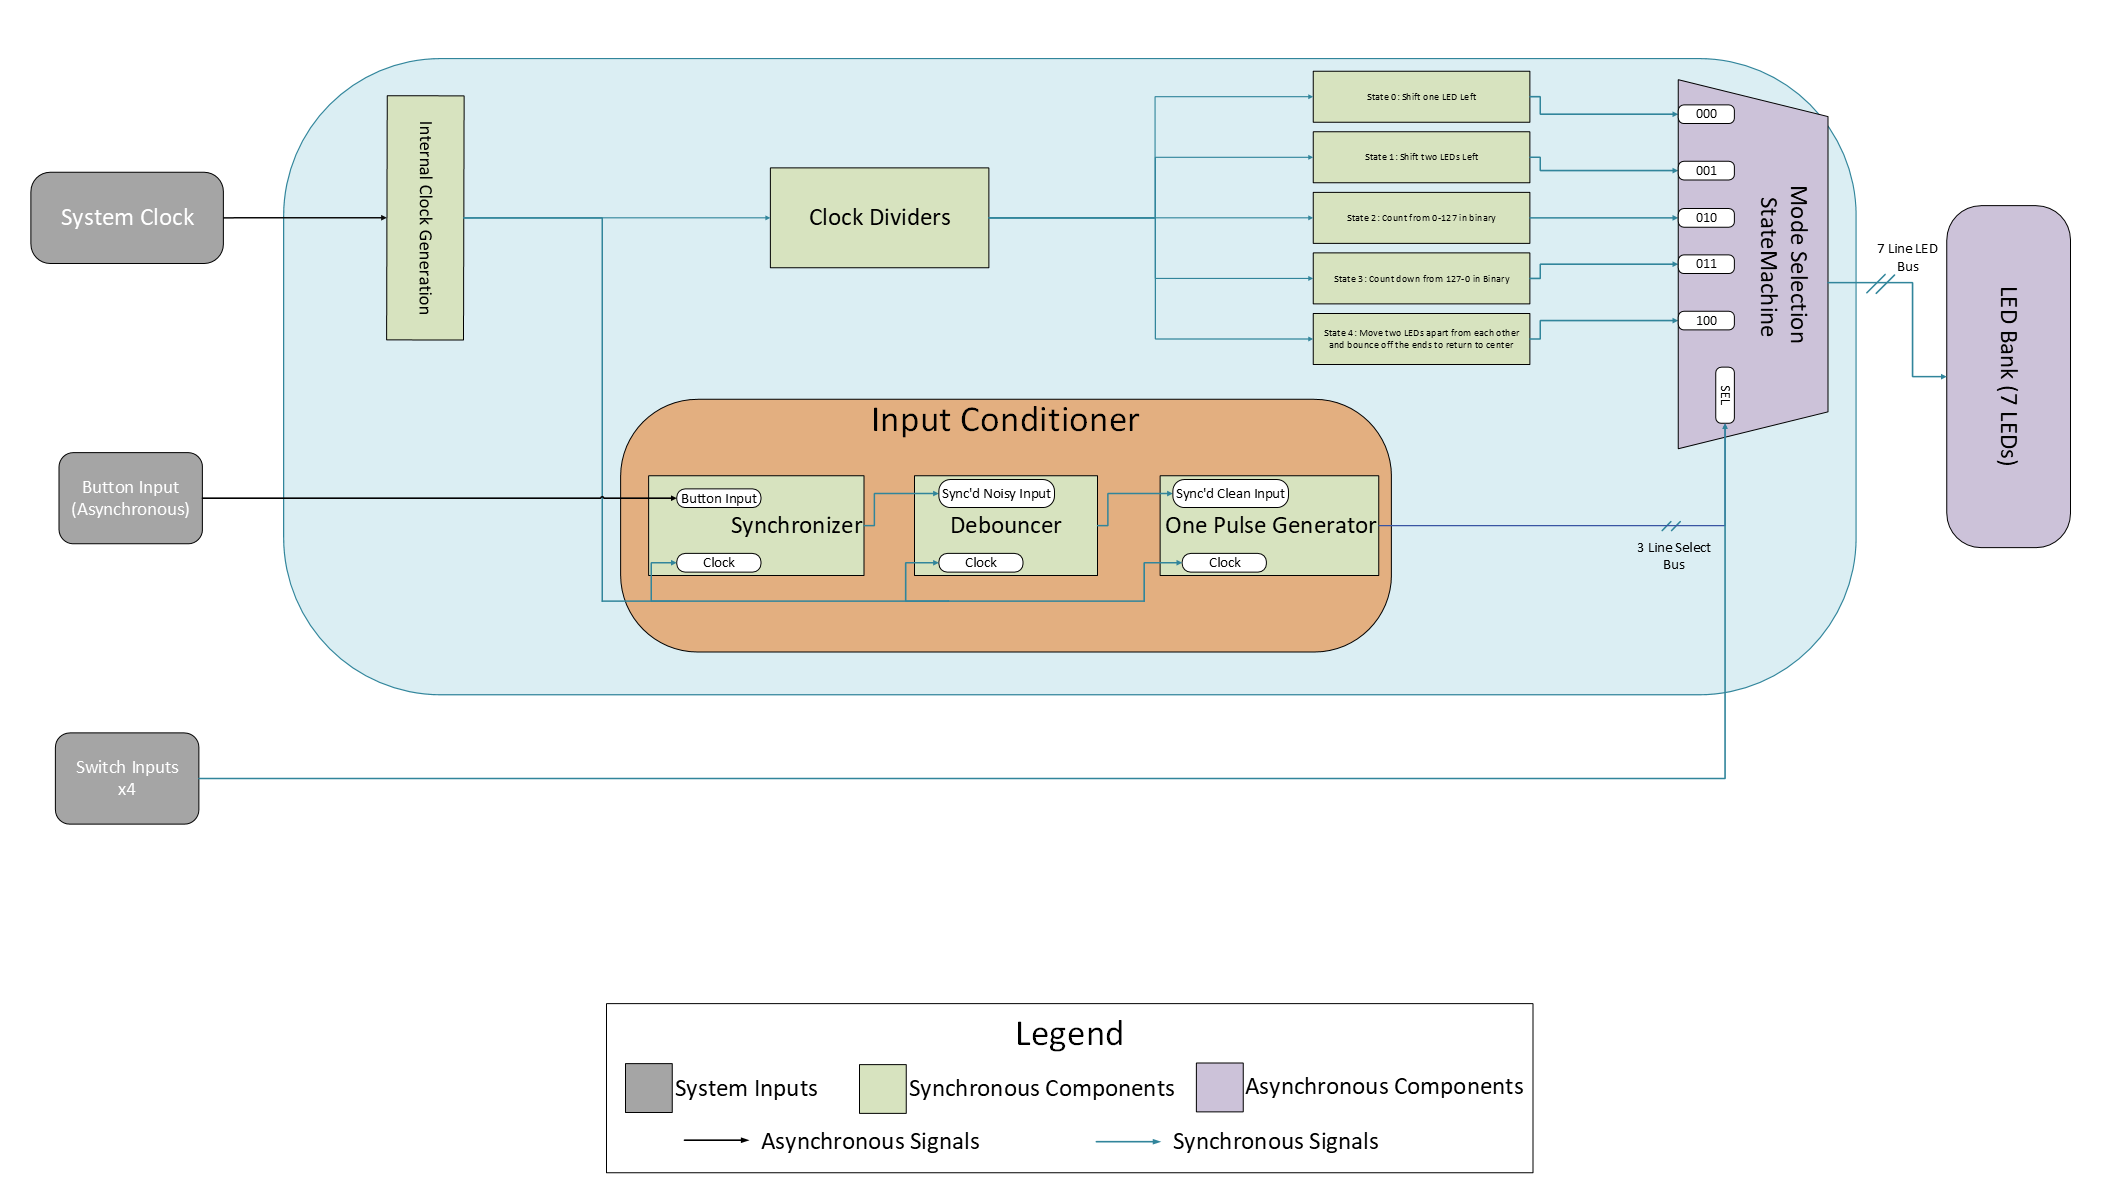 System Clock
Internal Clock Generation
Clock Dividers
State 0: Shift one LED Left
State 1: Shift two LEDs Left
State 2: Count from 0-127 in binary
State 3: Count down from 127-0 in Binary
State 4: Move two LEDs apart from each other
and bounce off the ends to return to center
000
001
010
011
100
SEL
Mode Selection
StateMachine
7 Line LED
Bus
LED Bank (7 LEDs)
Button Input
(Asynchronous)
Input Conditioner
Button Input
Synchronizer
Clock
Sync'd Noisy Input
Debouncer
Clock
Sync'd Clean Input
One Pulse Generator
Clock
3 Line Select
Bus
Switch Inputs
x4
Legend
System Inputs
Synchronous Components
Asynchronous Components
Asynchronous Signals
Synchronous Signals